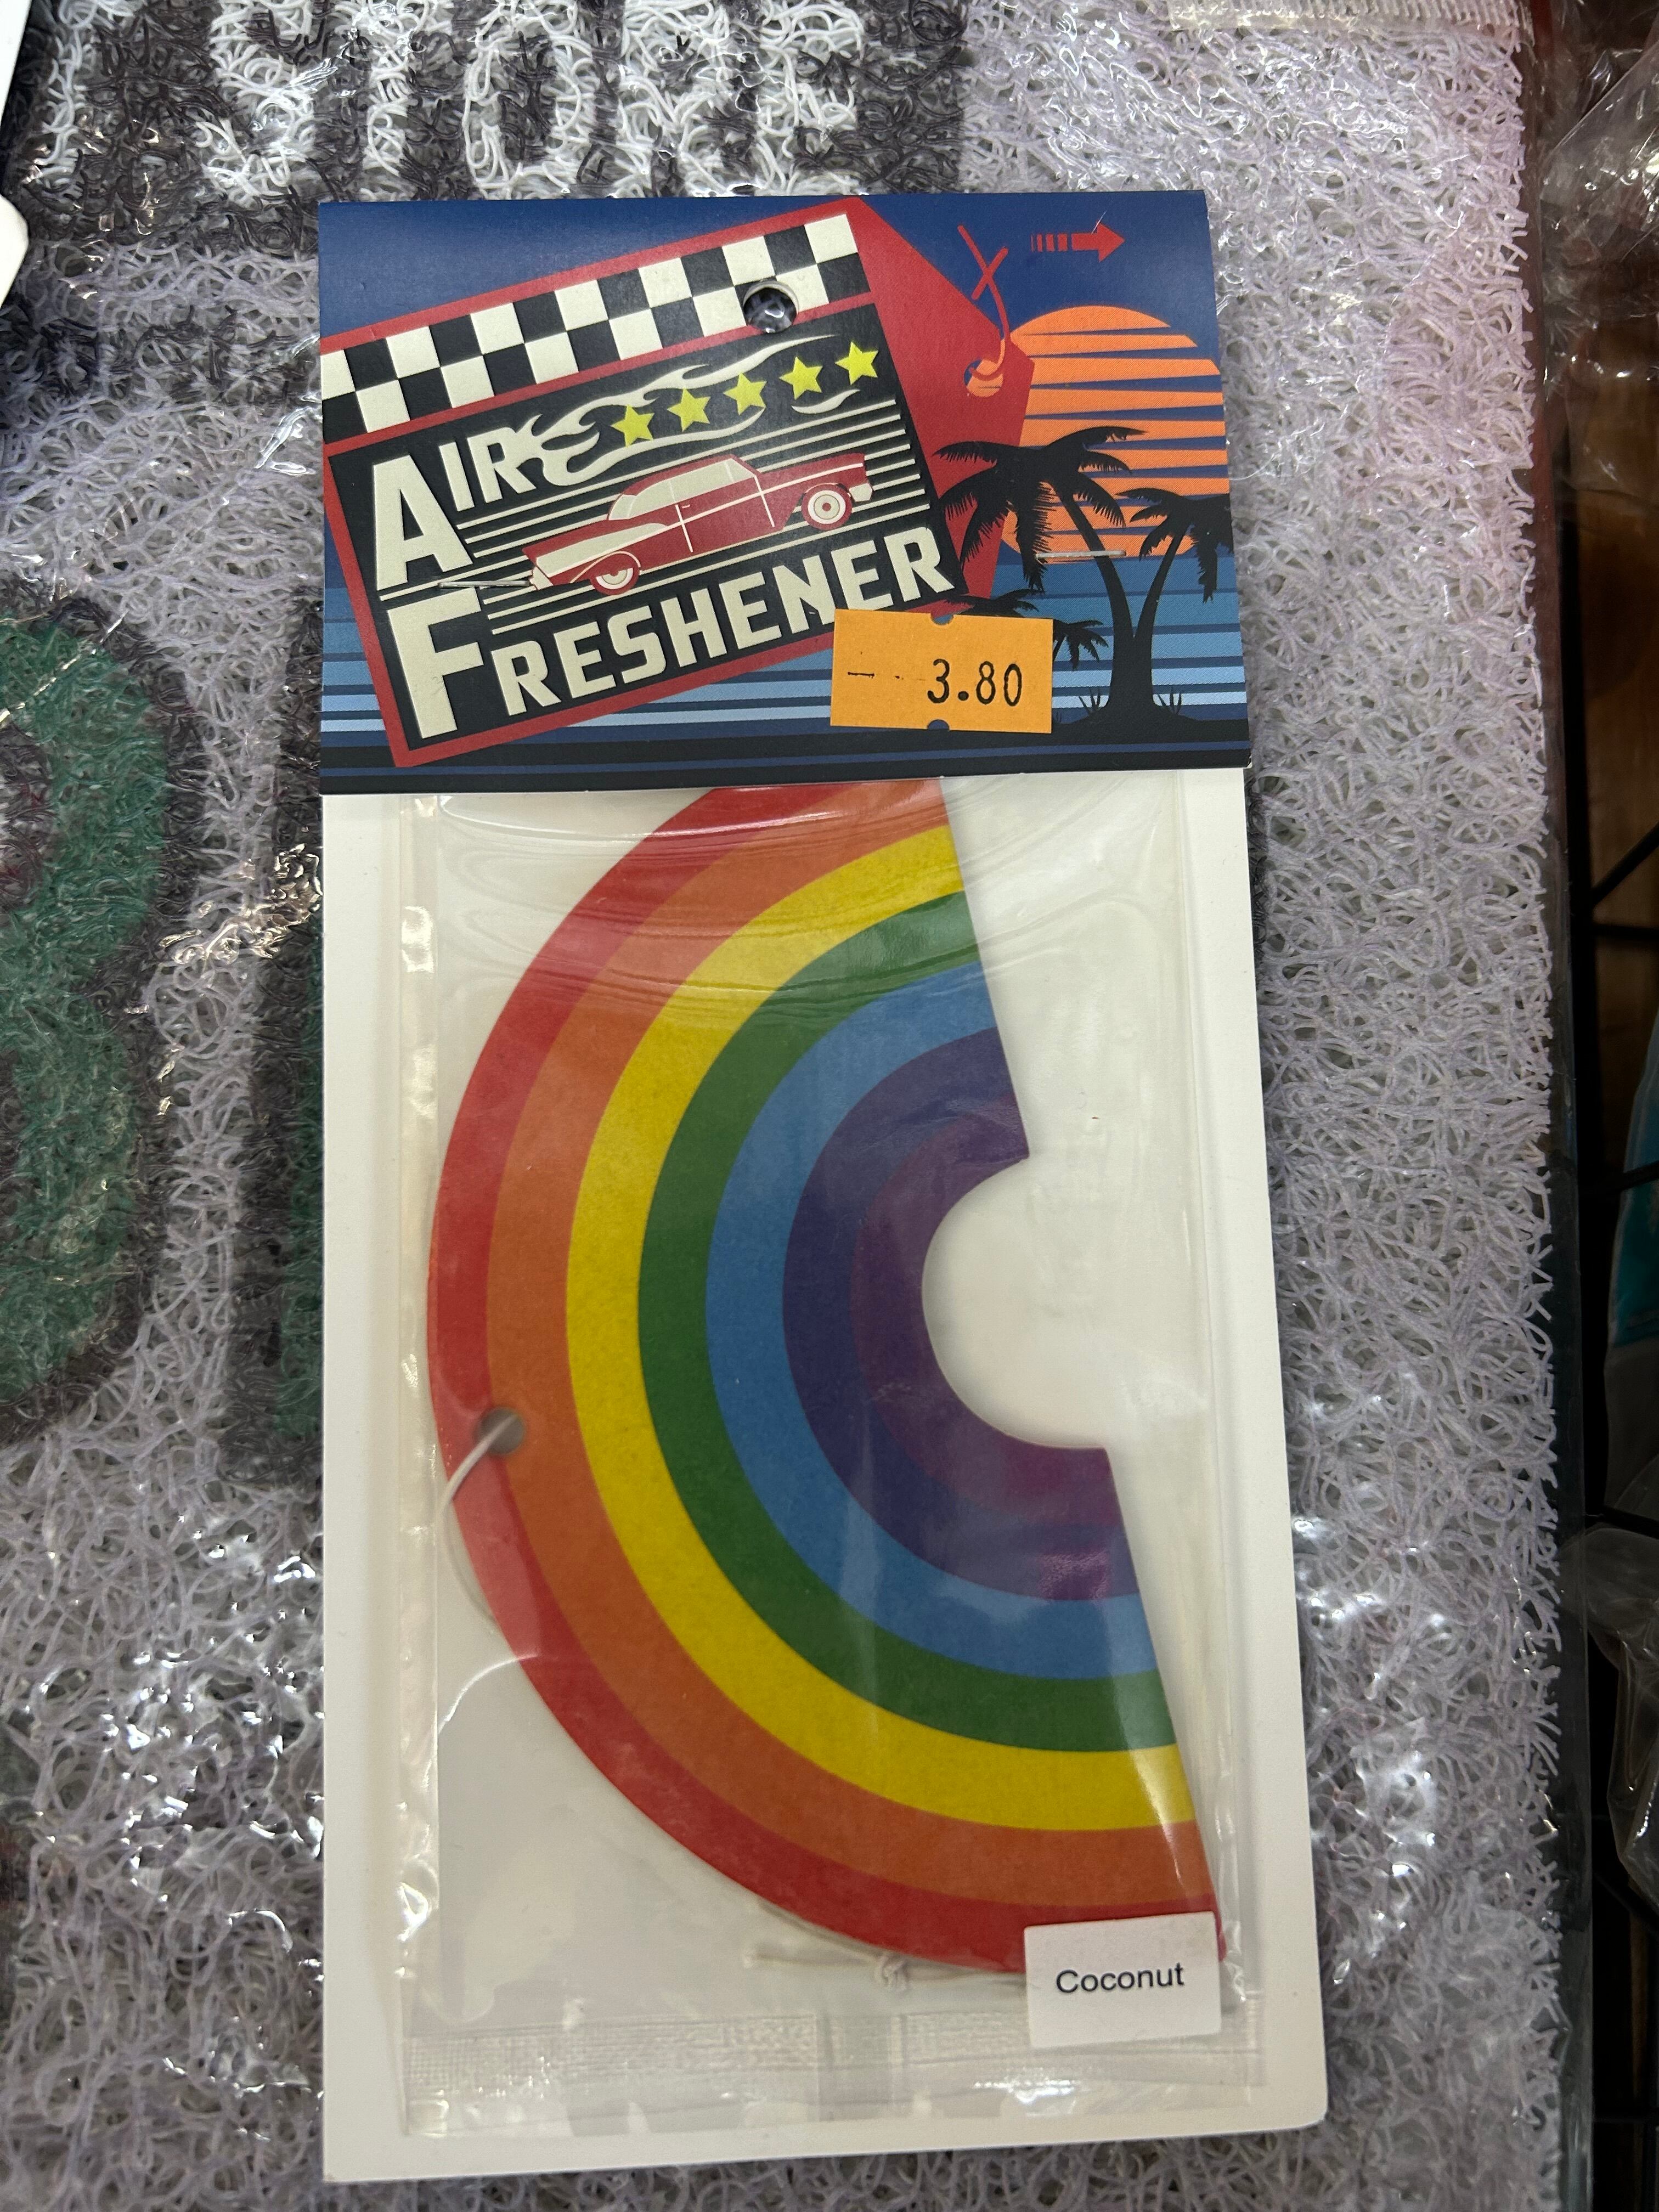 AIR
FRESHENER
3.80
Coconut